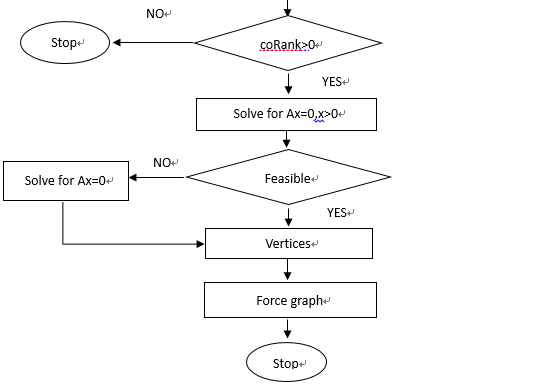 NO
Stop
coRank>0
YES
Solve for Ax=0,x>0
NO
Solve for Ax=0
Feasible
YES
Vertices
Force graph
Stop